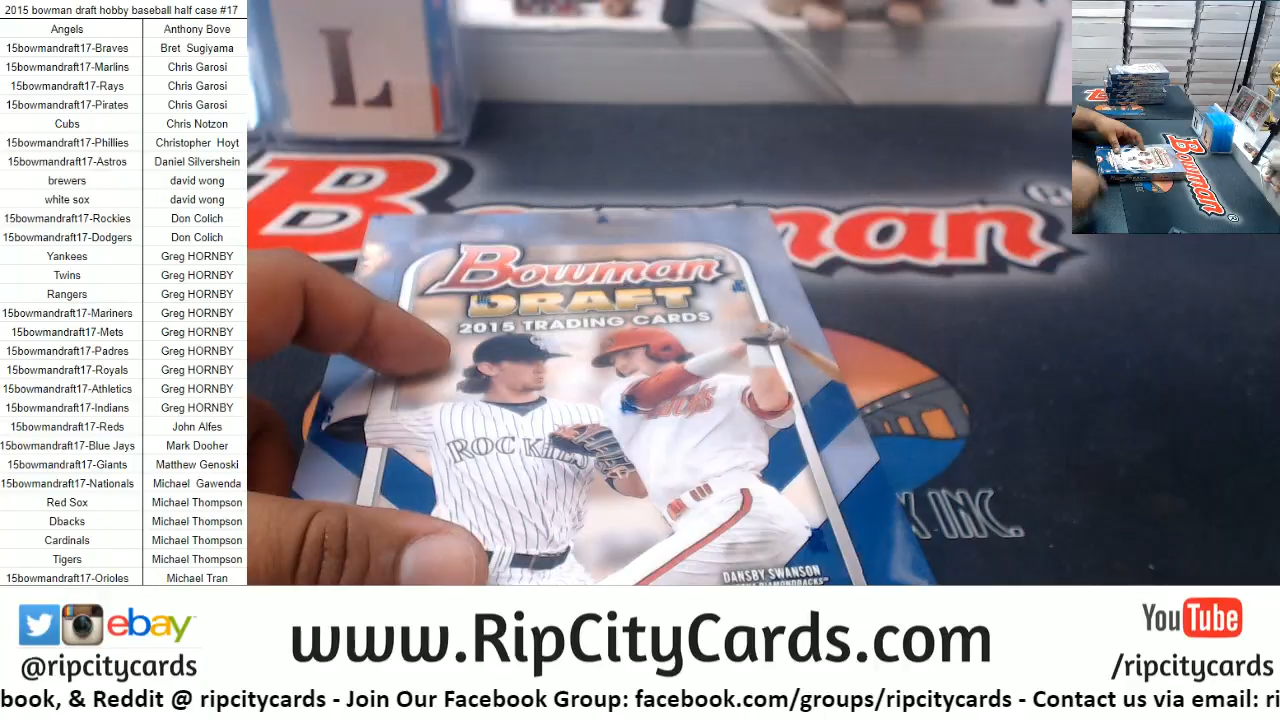 2015 bowman draft hobby baseball half case #17
Angels Anthony Bove
15bowmandraft17-Braves Bret Sugiyama
15bowmandraft17-Marlins Chris Garosi
15bowmandraft17-Rays Chris Garosi
15bowmandraft17-Pirates Chris Garosi
Cubs Chris Notzon
15bowmandraft17-Phillies Christopher Hoyt
15bowmandraft17-Astros Daniel Silvershein
brewers david wong
white sox david wong
15bowmandraft17-Rockies Don Colich
15bowmandraft17-Dodgers Don Colich
Yankees Greg HORNBY
Twins Greg HORNBY
Rangers Greg HORNBY
15bowmandraft17-Mariners Greg HORNBY
15bowmandraft17-Mets Greg HORNBY
15bowmandraft17-Padres Greg HORNBY
15bowmandraft17-Royals Greg HORNBY
15bowmandraft17-Athletics Greg HORNBY
15bowmandraft17-Indians Greg HORNBY
15bowmandraft17-Reds John Alfes
15bowmandraft17-Blue Jays Mark Dooher
15bowmandraft17-Giants Matthew Genoski
15bowmandraft17-Nationals Michael Gawenda
Red Sox Michael Thompson
Dbacks Michael Thompson
Cardinals Michael Thompson
Tigers Michael Thompson
15bowmandraft17-Orioles Michael Tran
L
B man ®
Bowman
DRAFT
2015 TRADING CARDS
ROCKIES
DANSBY SWANSON
INC.
Bowman
ebay
@ripcitycards
www.RipCityCards.com
YouTube
/ripcitycards
book, & Reddit @ ripcitycards - Join Our Facebook Group: facebook.com/groups/ripcitycards - Contact us via email: ri